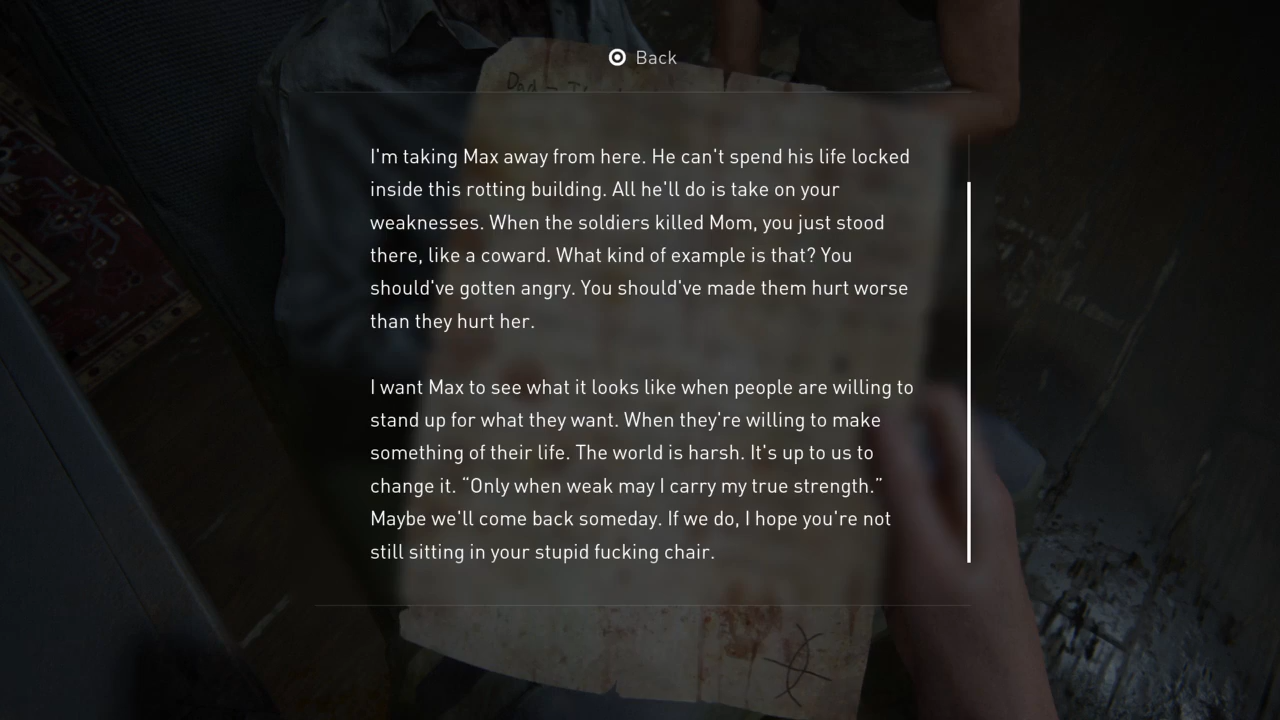 Back
Dad -
I'm taking Max away from here. He can't spend his life locked
inside this rotting building. All he'll do is take on your
weaknesses. When the soldiers killed Mom, you just stood
there, like a coward. What kind of example is that? You
should've gotten angry. You should've made them hurt worse
than they hurt her.
I want Max to see what it looks like when people are willing to
stand up for what they want. When they're willing to make
something of their life. The world is harsh. It's up to us to
change it. “Only when weak may I carry my true strength.”
Maybe we'll come back someday. If we do, I hope you're not
still sitting in your stupid fucking chair.